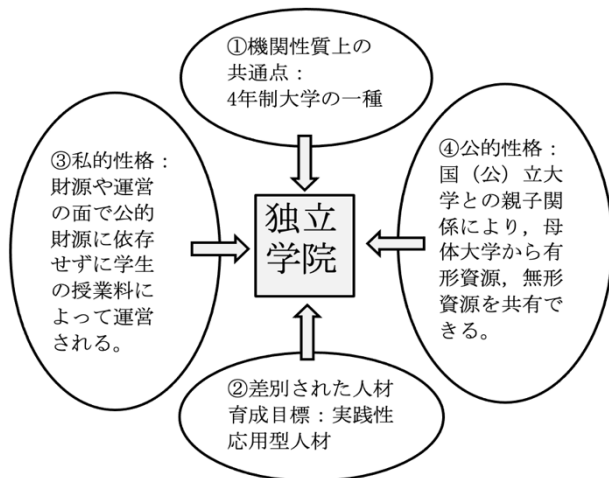 ①機関性質上の
共通点：
4年制大学の一種
③私的性格：
財源や運営
の面で公的
財源に依存
せずに学生
の授業料に
よって運営
される。
独立
学院
④公的性格：
国（公）立大
学との親子関
係により，母
体大学から有
形資源，無形
資源を共有で
きる。
②差別された人材
育成目標：実践性
応用型人材